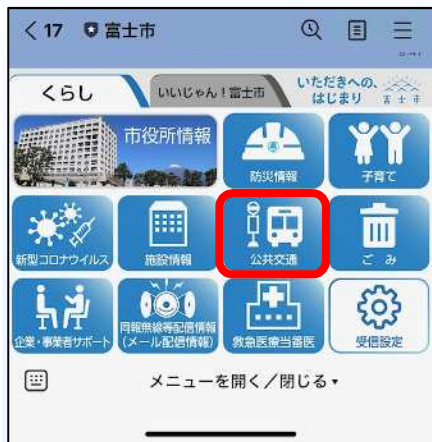 17 富士市
くらし
いいじゃん！富士市
いただきへの、
はじまり 富士市
市役所情報
防災情報
子育て
新型コロナウイルス
施設情報
公共交通
ごみ
企業・事業者サポート
同報無線等配信情報
(メール配信情報)
救急医療当番医
受信設定
メニューを開く／閉じる